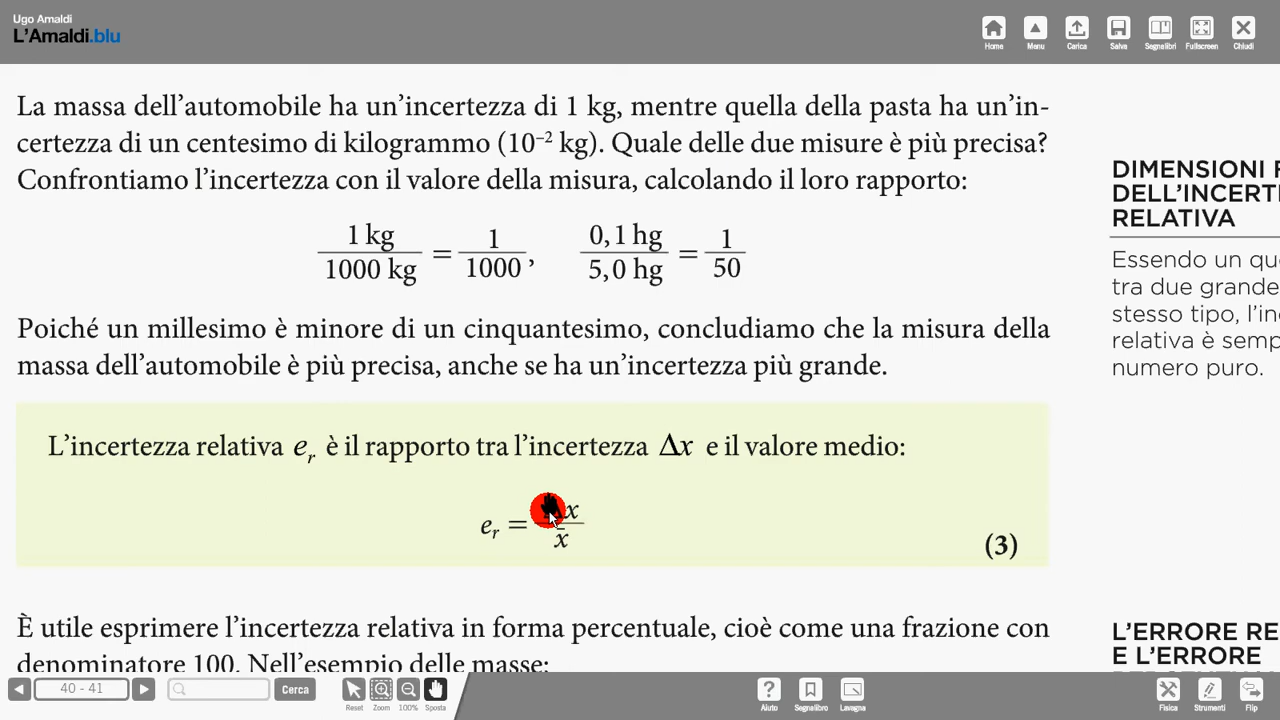 Ugo Amaldi
L'Amaldi.blu
Home Menu Carica Salva Segnalibri Fullscreen Chiudi
La massa dell'automobile ha un'incertezza di 1 kg, mentre quella della pasta ha un'in-
certezza di un centesimo di kilogrammo (10⁻² kg). Quale delle due misure è più precisa?
Confrontiamo l'incertezza con il valore della misura, calcolando il loro rapporto:
1 kg / 1000 kg = 1 / 1000, 0,1 hg / 5,0 hg = 1 / 50
Poiché un millesimo è minore di un cinquantesimo, concludiamo che la misura della
massa dell'automobile è più precisa, anche se ha un'incertezza più grande.
L'incertezza relativa eᵣ è il rapporto tra l'incertezza Δx e il valore medio:
eᵣ = Δx / x̄
(3)
È utile esprimere l'incertezza relativa in forma percentuale, cioè come una frazione con
denominatore 100. Nell'esempio delle masse:
DIMENSIONI F
DELL'INCERT
RELATIVA
Essendo un qu
tra due grande
stesso tipo, l'in
relativa è semp
numero puro.
L'ERRORE RE
E L'ERRORE
40 - 41 Cerca Reset Zoom 100% Sposta Aiuto Segnalibro Lavagna Fisica Strumenti Flip